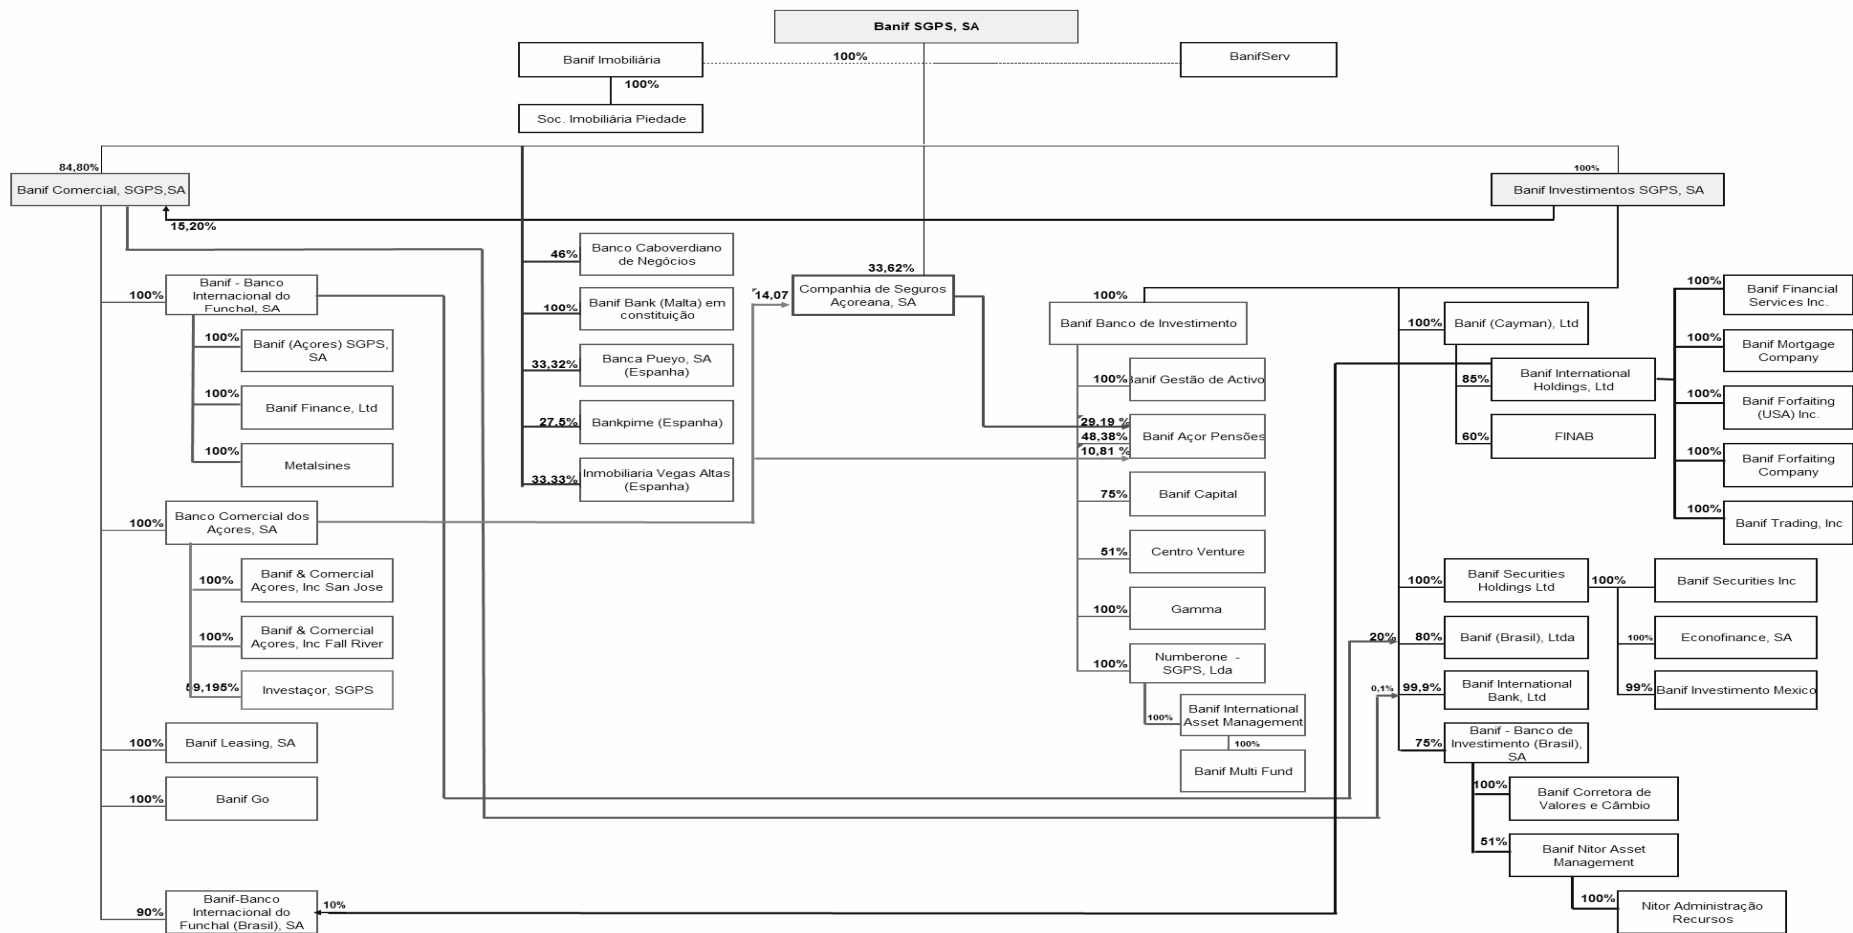 Banif SGPS, SA
Banif Imobiliária
100%
BanifServ
100%
Soc. Imobiliária Piedade
84,80%
Banif Comercial, SGPS,SA
15,20%
100%
Banif Investimentos SGPS, SA
100%
Banif - Banco
Internacional do
Funchal, SA
100%
Banif (Açores) SGPS,
SA
100%
Banif Finance, Ltd
100%
Metalsines
100%
Banco Comercial dos
Açores, SA
100%
Banif & Comercial
Açores, Inc San Jose
100%
Banif & Comercial
Açores, Inc Fall River
59,195%
Investaçor, SGPS
100%
Banif Leasing, SA
100%
Banif Go
90%
Banif-Banco
Internacional do
Funchal (Brasil), SA
10%
46%
Banco Caboverdiano
de Negócios
100%
Banif Bank (Malta) em
constituição
33,32%
Banca Pueyo, SA
(Espanha)
27,5%
Bankpime (Espanha)
33,33%
Inmobiliaria Vegas Altas
(Espanha)
33,62%
14,07
Companhia de Seguros
Açoreana, SA
100%
Banif Banco de Investimento
100%
Banif Gestão de Activo
29,19 %
48,38%
10,81 %
Banif Açor Pensões
75%
Banif Capital
51%
Centro Venture
100%
Gamma
100%
Numberone -
SGPS, Lda
100%
Banif International
Asset Management
100%
Banif Multi Fund
100%
Banif (Cayman), Ltd
85%
Banif International
Holdings, Ltd
60%
FINAB
100%
Banif Financial
Services Inc.
100%
Banif Mortgage
Company
100%
Banif Forfaiting
(USA) Inc.
100%
Banif Forfaiting
Company
100%
Banif Trading, Inc
100%
Banif Securities
Holdings Ltd
100%
Banif Securities Inc
100%
Econofinance, SA
99%
Banif Investimento Mexico
20%
80%
Banif (Brasil), Ltda
0,1%
99,9%
Banif International
Bank, Ltd
75%
Banif - Banco de
Investimento (Brasil),
SA
100%
Banif Corretora de
Valores e Câmbio
51%
Banif Nitor Asset
Management
100%
Nitor Administração
Recursos